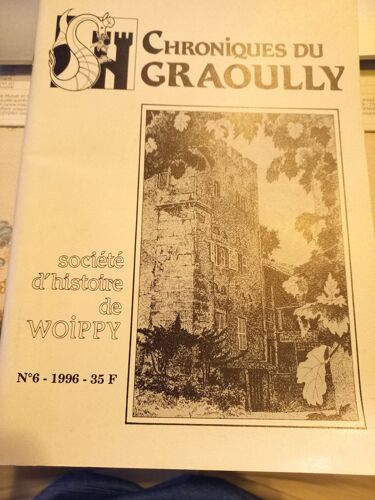 CHRONIQUES DU
GRAOULLY
société
d'histoire
de
WOIPPY
N°6 - 1996 - 35 F